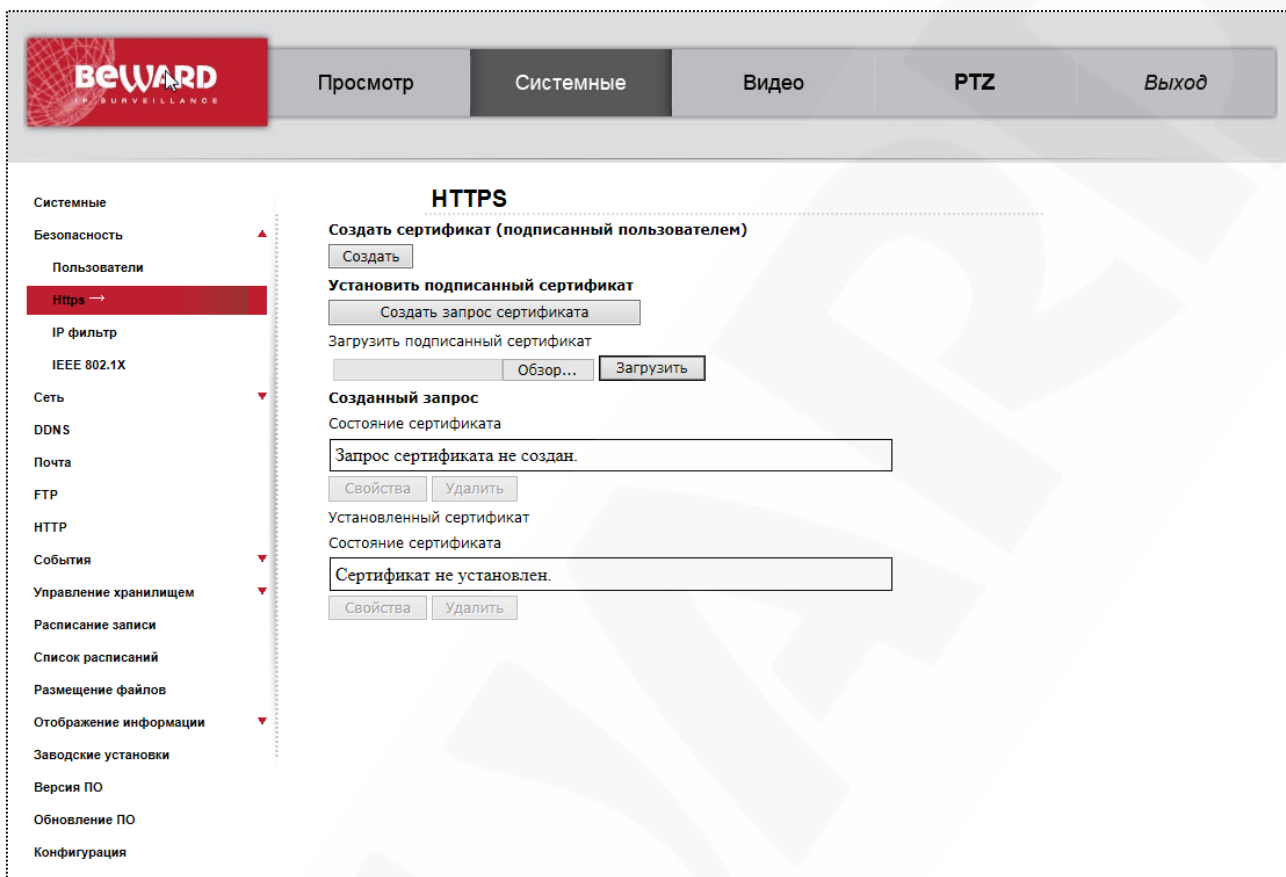 BEWARD
IP SURVEILLANCE
Просмотр
Системные
Видео
PTZ
Выход
Системные
Безопасность
Пользователи
Https →
IP фильтр
IEEE 802.1X
Сеть
DDNS
Почта
FTP
HTTP
События
Управление хранилищем
Расписание записи
Список расписаний
Размещение файлов
Отображение информации
Заводские установки
Версия ПО
Обновление ПО
Конфигурация
HTTPS
Создать сертификат (подписанный пользователем)
Создать
Установить подписанный сертификат
Создать запрос сертификата
Загрузить подписанный сертификат
Обзор... Загрузить
Созданный запрос
Состояние сертификата
Запрос сертификата не создан.
Свойства Удалить
Установленный сертификат
Состояние сертификата
Сертификат не установлен.
Свойства Удалить